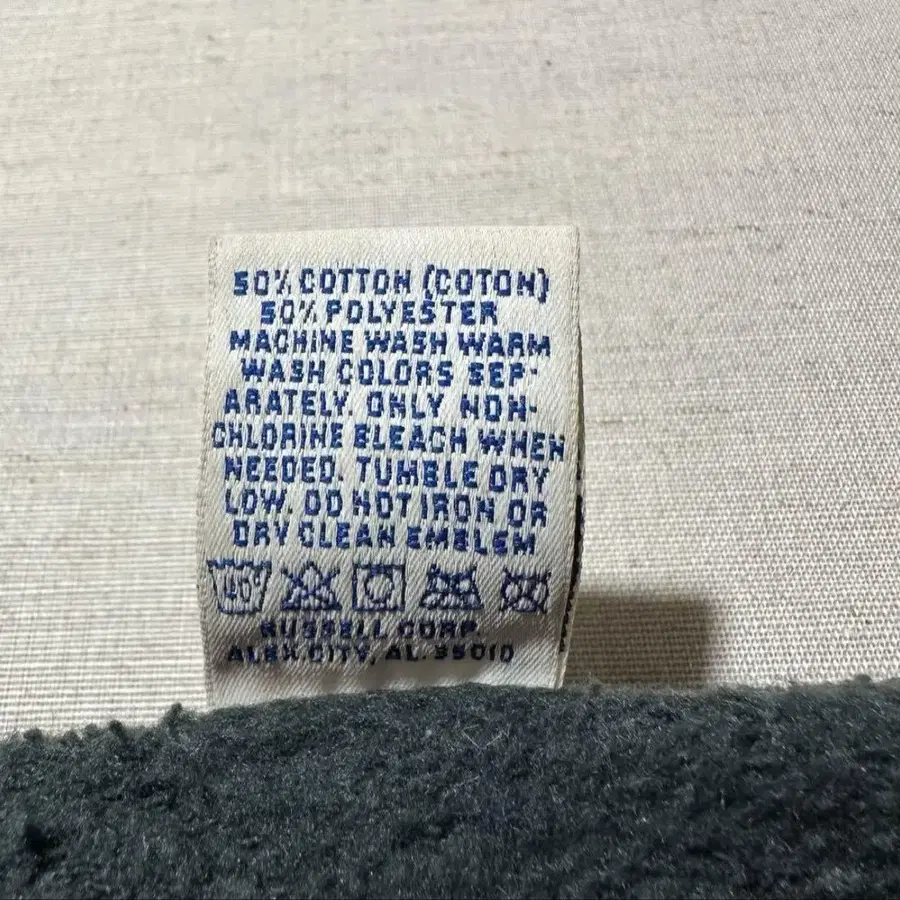 50% COTTON (COTON)
50% POLYESTER
MACHINE WASH WARM
WASH COLORS SEP-
ARATELY. ONLY NON-
CHLORINE BLEACH WHEN
NEEDED. TUMBLE DRY
LOW. DO NOT IRON OR
DRY CLEAN EMBLEM
40°
RUSSELL CORP.
ALEX. CITY, AL. 35010